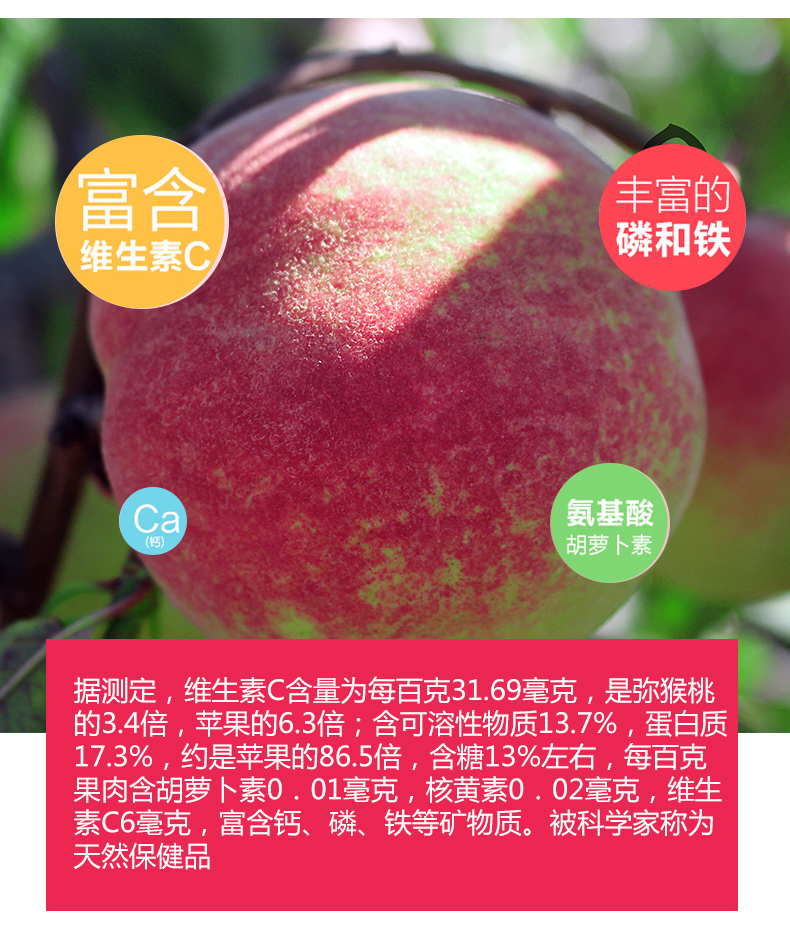 富含
维生素C
丰富的
磷和铁
Ca
(钙)
氨基酸
胡萝卜素
据测定，维生素C含量为每百克31.69毫克，是弥猴桃
的3.4倍，苹果的6.3倍；含可溶性物质13.7%，蛋白质
17.3%，约是苹果的86.5倍，含糖13%左右，每百克
果肉含胡萝卜素0．01毫克，核黄素0．02毫克，维生
素C6毫克，富含钙、磷、铁等矿物质。被科学家称为
天然保健品